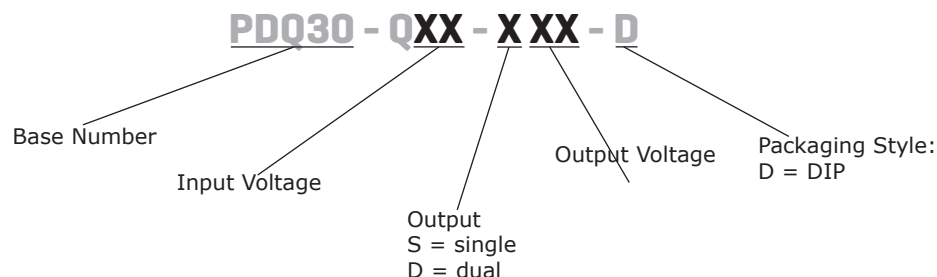 PDQ30 - QXX - X XX - D
Base Number
Input Voltage
Output
S = single
D = dual
Output Voltage
Packaging Style:
D = DIP